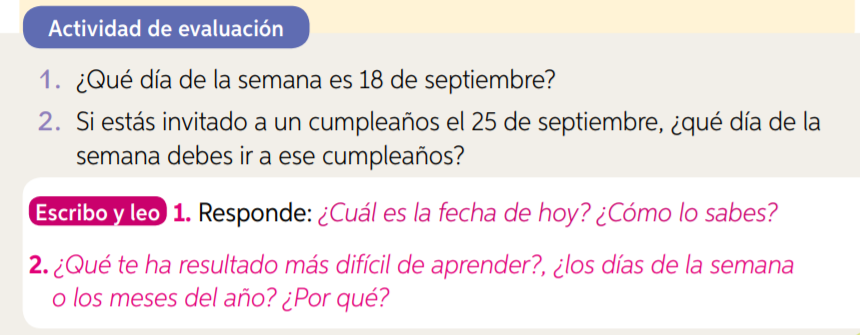 Actividad de evaluación
1. ¿Qué día de la semana es 18 de septiembre?
2. Si estás invitado a un cumpleaños el 25 de septiembre, ¿qué día de la
semana debes ir a ese cumpleaños?
Escribo y leo 1. Responde: ¿Cuál es la fecha de hoy? ¿Cómo lo sabes?
2. ¿Qué te ha resultado más difícil de aprender?, ¿los días de la semana
o los meses del año? ¿Por qué?